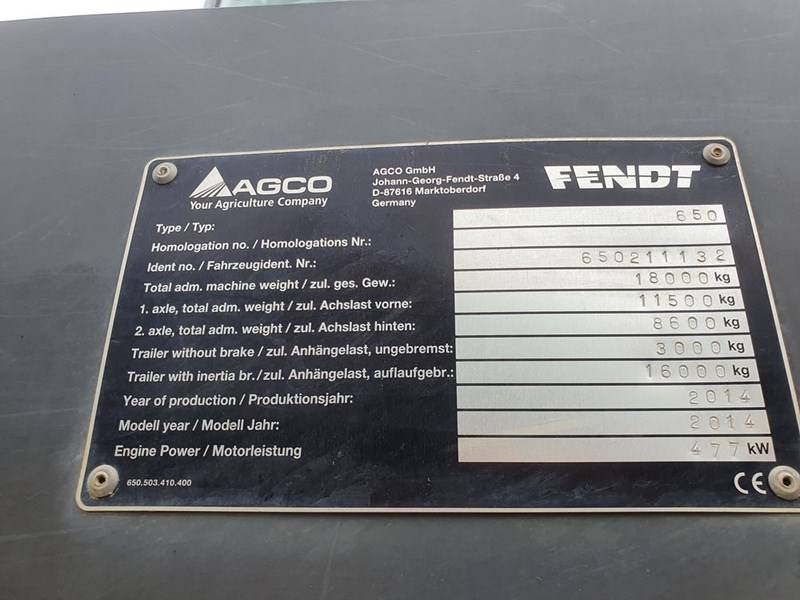 AGCO
Your Agriculture Company
AGCO GmbH
Johann-Georg-Fendt-Straße 4
D-87616 Marktoberdorf
Germany
FENDT
Type / Typ: 650
Homologation no. / Homologations Nr.:
Ident no. / Fahrzeugident. Nr.: 650211132
Total adm. machine weight / zul. ges. Gew.: 18000 kg
1. axle, total adm. weight / zul. Achslast vorne: 11500 kg
2. axle, total adm. weight / zul. Achslast hinten: 8600 kg
Trailer without brake / zul. Anhängelast, ungebremst: 3000 kg
Trailer with inertia br./zul. Anhängelast, auflaufgebr.: 16000 kg
Year of production / Produktionsjahr: 2014
Modell year / Modell Jahr: 2014
Engine Power / Motorleistung 477 kW
650.503.410.400
CE